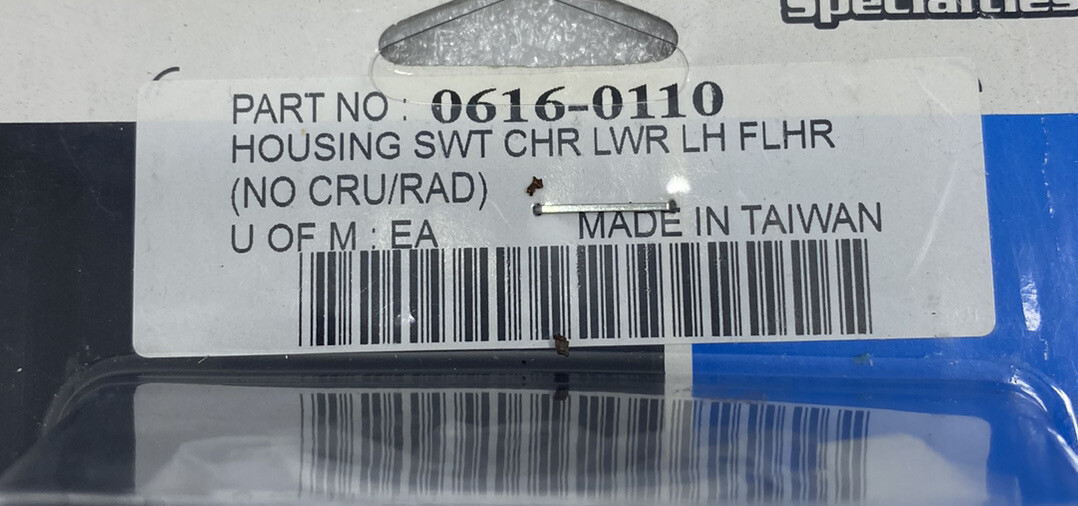 Specialties
PART NO : 0616-0110
HOUSING SWT CHR LWR LH FLHR
(NO CRU/RAD)
U OF M : EA MADE IN TAIWAN